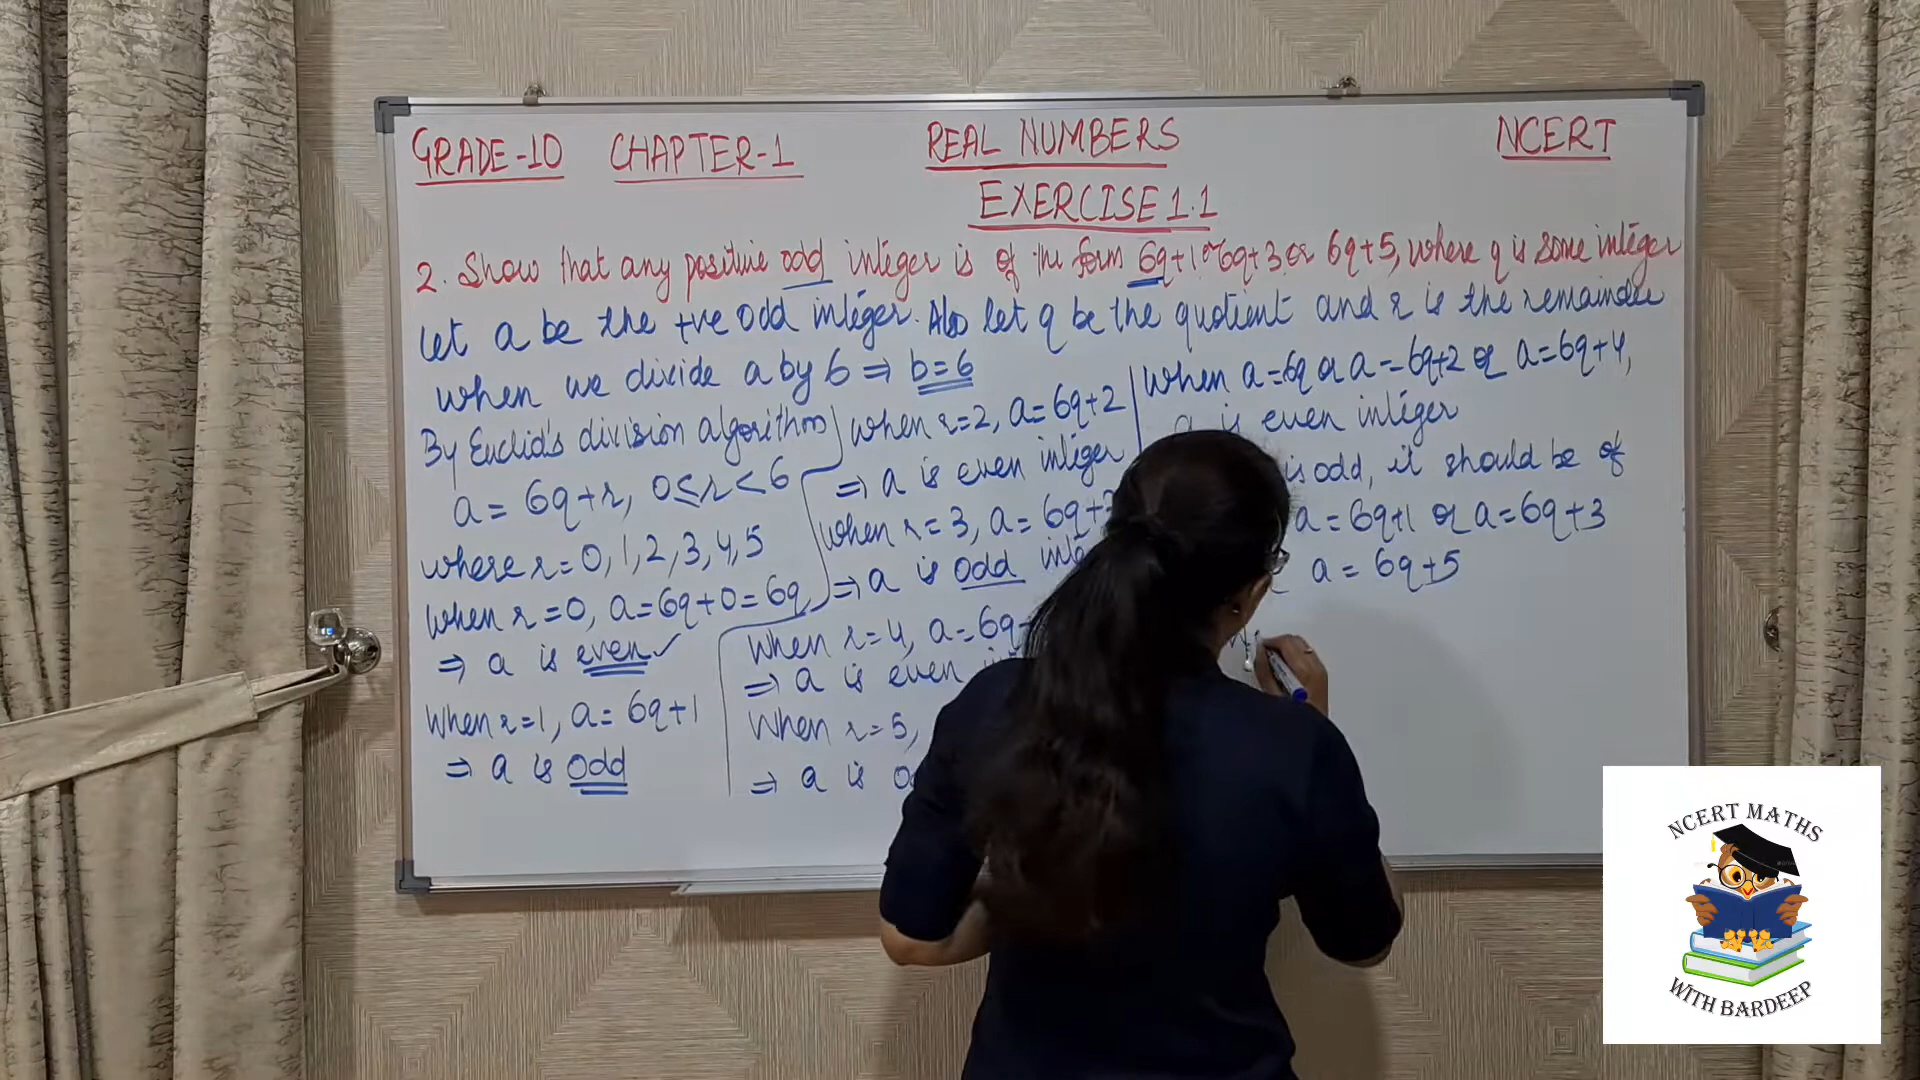 GRADE-10 CHAPTER-1 REAL NUMBERS NCERT
EXERCISE 1.1
2. Show that any positive odd integer is of the form 6q+1 or 6q+3 or 6q+5, where q is some integer
Let a be the +ve odd integer. Also let q be the quotient and r is the remainder
when we divide a by 6 ⇒ b=6
By Euclid's division algorithm
a = 6q+r, 0≤r<6
where r=0,1,2,3,4,5
When r=0, a=6q+0=6q
⇒ a is even ✓
When r=1, a=6q+1
⇒ a is odd
When r=2, a=6q+2
⇒ a is even integer
When r=3, a=6q+
⇒ a is odd
When r=4, a=6q
⇒ a is even
When r=5,
⇒ a is
When a=6q or a=6q+2 or a=6q+4,
a is even integer
is odd, it should be of
a=6q+1 or a=6q+3
a=6q+5
NCERT MATHS
WITH BARDEEP